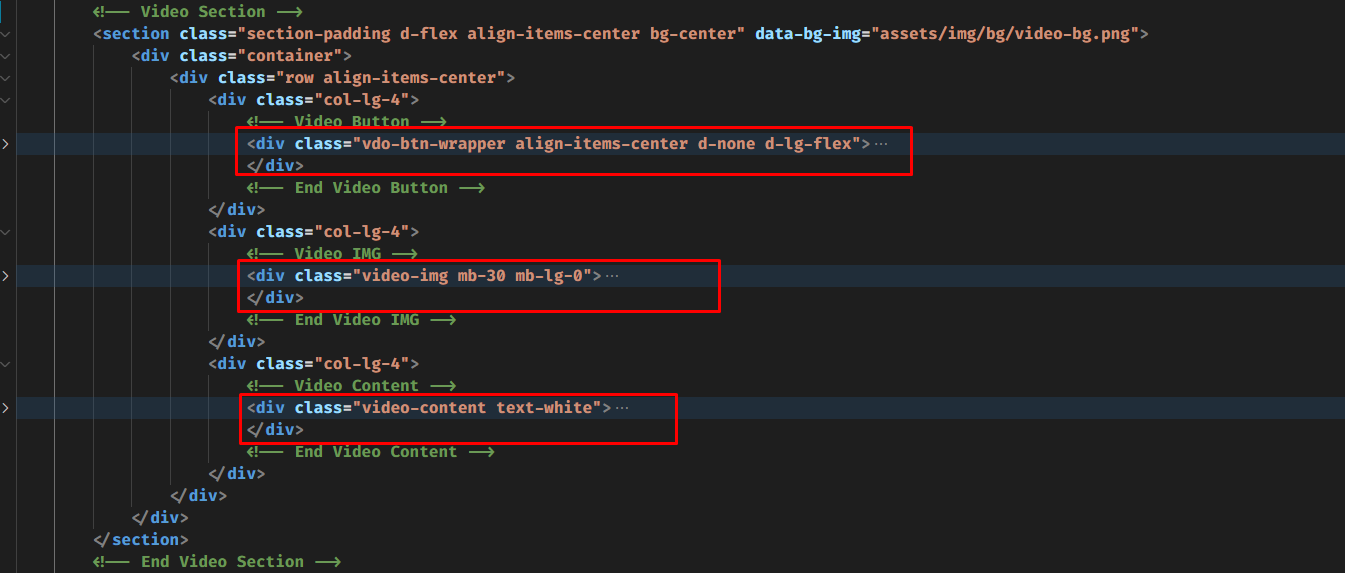 <!-- Video Section -->
<section class="section-padding d-flex align-items-center bg-center" data-bg-img="assets/img/bg/video-bg.png">
<div class="container">
<div class="row align-items-center">
<div class="col-lg-4">
<!-- Video Button -->
<div class="vdo-btn-wrapper align-items-center d-none d-lg-flex">···
</div>
<!-- End Video Button -->
</div>
<div class="col-lg-4">
<!-- Video IMG -->
<div class="video-img mb-30 mb-lg-0">···
</div>
<!-- End Video IMG -->
</div>
<div class="col-lg-4">
<!-- Video Content -->
<div class="video-content text-white">···
</div>
<!-- End Video Content -->
</div>
</div>
</div>
</section>
<!-- End Video Section -->